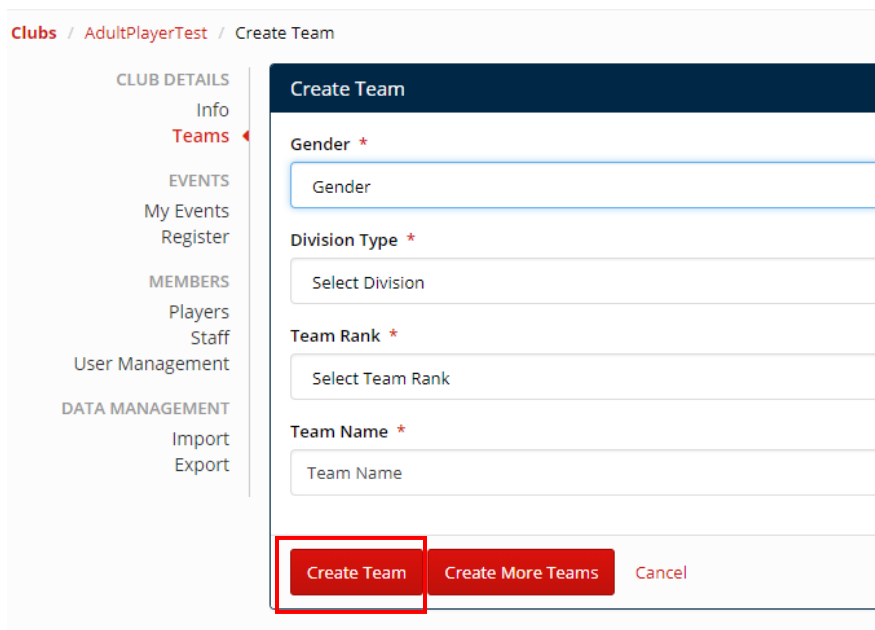 Clubs / AdultPlayerTest / Create Team
CLUB DETAILS
Info
Teams
EVENTS
My Events
Register
MEMBERS
Players
Staff
User Management
DATA MANAGEMENT
Import
Export
Create Team
Gender *
Gender
Division Type *
Select Division
Team Rank *
Select Team Rank
Team Name *
Team Name
Create Team Create More Teams Cancel